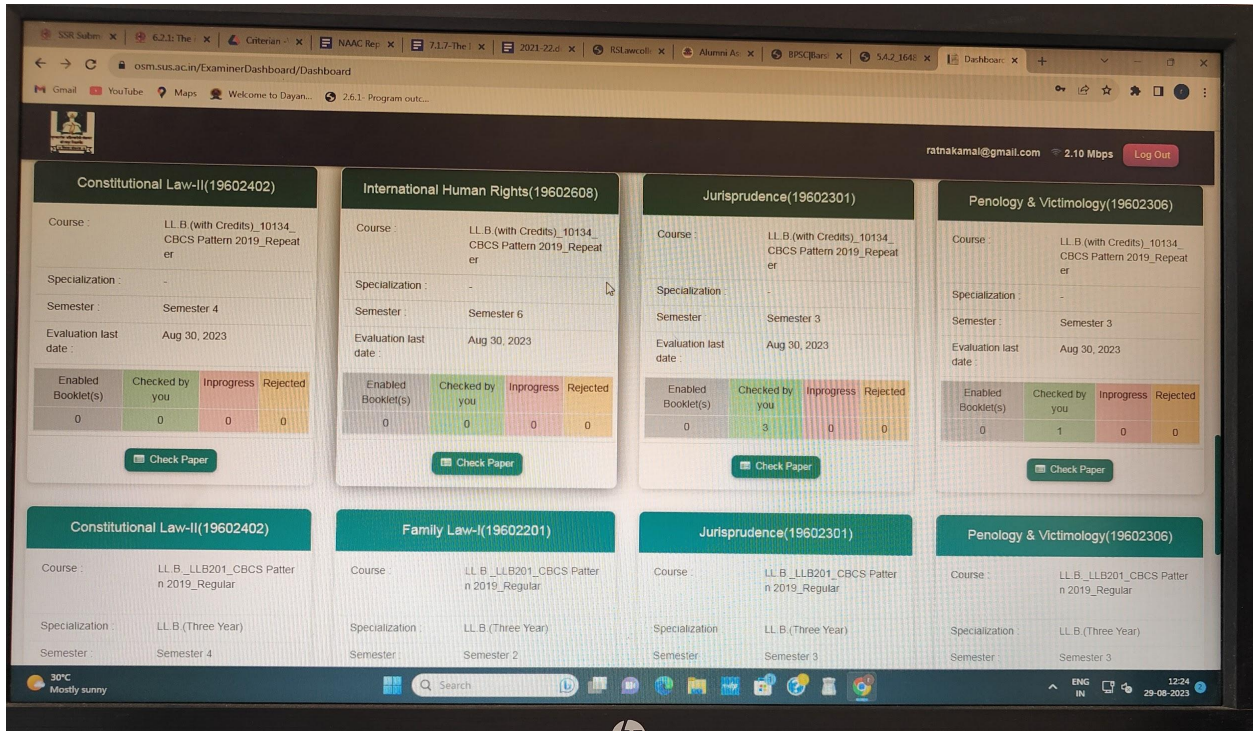 SSR Subm
6.2.1: The
Criterian -
NAAC Rep
7.1.7-The
2021-22.d
RSLawcoll
Alumni As
BPSC|Bans
5.4.2_1648
Dashboard
osm.sus.ac.in/ExaminerDashboard/Dashboard
Gmail YouTube Maps Welcome to Dayan... 2.6.1- Program outc...
ratnakamal@gmail.com 2.10 Mbps Log Out
Constitutional Law-II(19602402)
Course :
LL.B.(with Credits)_10134_
CBCS Pattern 2019_Repeat
er
Specialization : -
Semester : Semester 4
Evaluation last
date :
Aug 30, 2023
Enabled
Booklet(s)
Checked by
you
Inprogress
Rejected
0 0 0 0
Check Paper
International Human Rights(19602608)
Course :
LL.B.(with Credits)_10134_
CBCS Pattern 2019_Repeat
er
Specialization : -
Semester : Semester 6
Evaluation last
date :
Aug 30, 2023
Enabled
Booklet(s)
Checked by
you
Inprogress
Rejected
0 0 0 0
Check Paper
Jurisprudence(19602301)
Course :
LL.B.(with Credits)_10134_
CBCS Pattern 2019_Repeat
er
Specialization : -
Semester : Semester 3
Evaluation last
date :
Aug 30, 2023
Enabled
Booklet(s)
Checked by
you
Inprogress
Rejected
0 3 0 0
Check Paper
Penology & Victimology(19602306)
Course :
LL.B.(with Credits)_10134_
CBCS Pattern 2019_Repeat
er
Specialization : -
Semester : Semester 3
Evaluation last
date :
Aug 30, 2023
Enabled
Booklet(s)
Checked by
you
Inprogress
Rejected
0 1 0 0
Check Paper
Constitutional Law-II(19602402)
Course :
LL.B._LLB201_CBCS Patter
n 2019_Regular
Specialization : LL.B.(Three Year)
Semester : Semester 4
Family Law-I(19602201)
Course :
LL.B._LLB201_CBCS Patter
n 2019_Regular
Specialization : LL.B.(Three Year)
Semester : Semester 2
Jurisprudence(19602301)
Course :
LL.B._LLB201_CBCS Patter
n 2019_Regular
Specialization : LL.B.(Three Year)
Semester : Semester 3
Penology & Victimology(19602306)
Course :
LL.B._LLB201_CBCS Patter
n 2019_Regular
Specialization : LL.B.(Three Year)
Semester : Semester 3
30°C
Mostly sunny
Search
ENG
IN
12:24
29-08-2023
hp